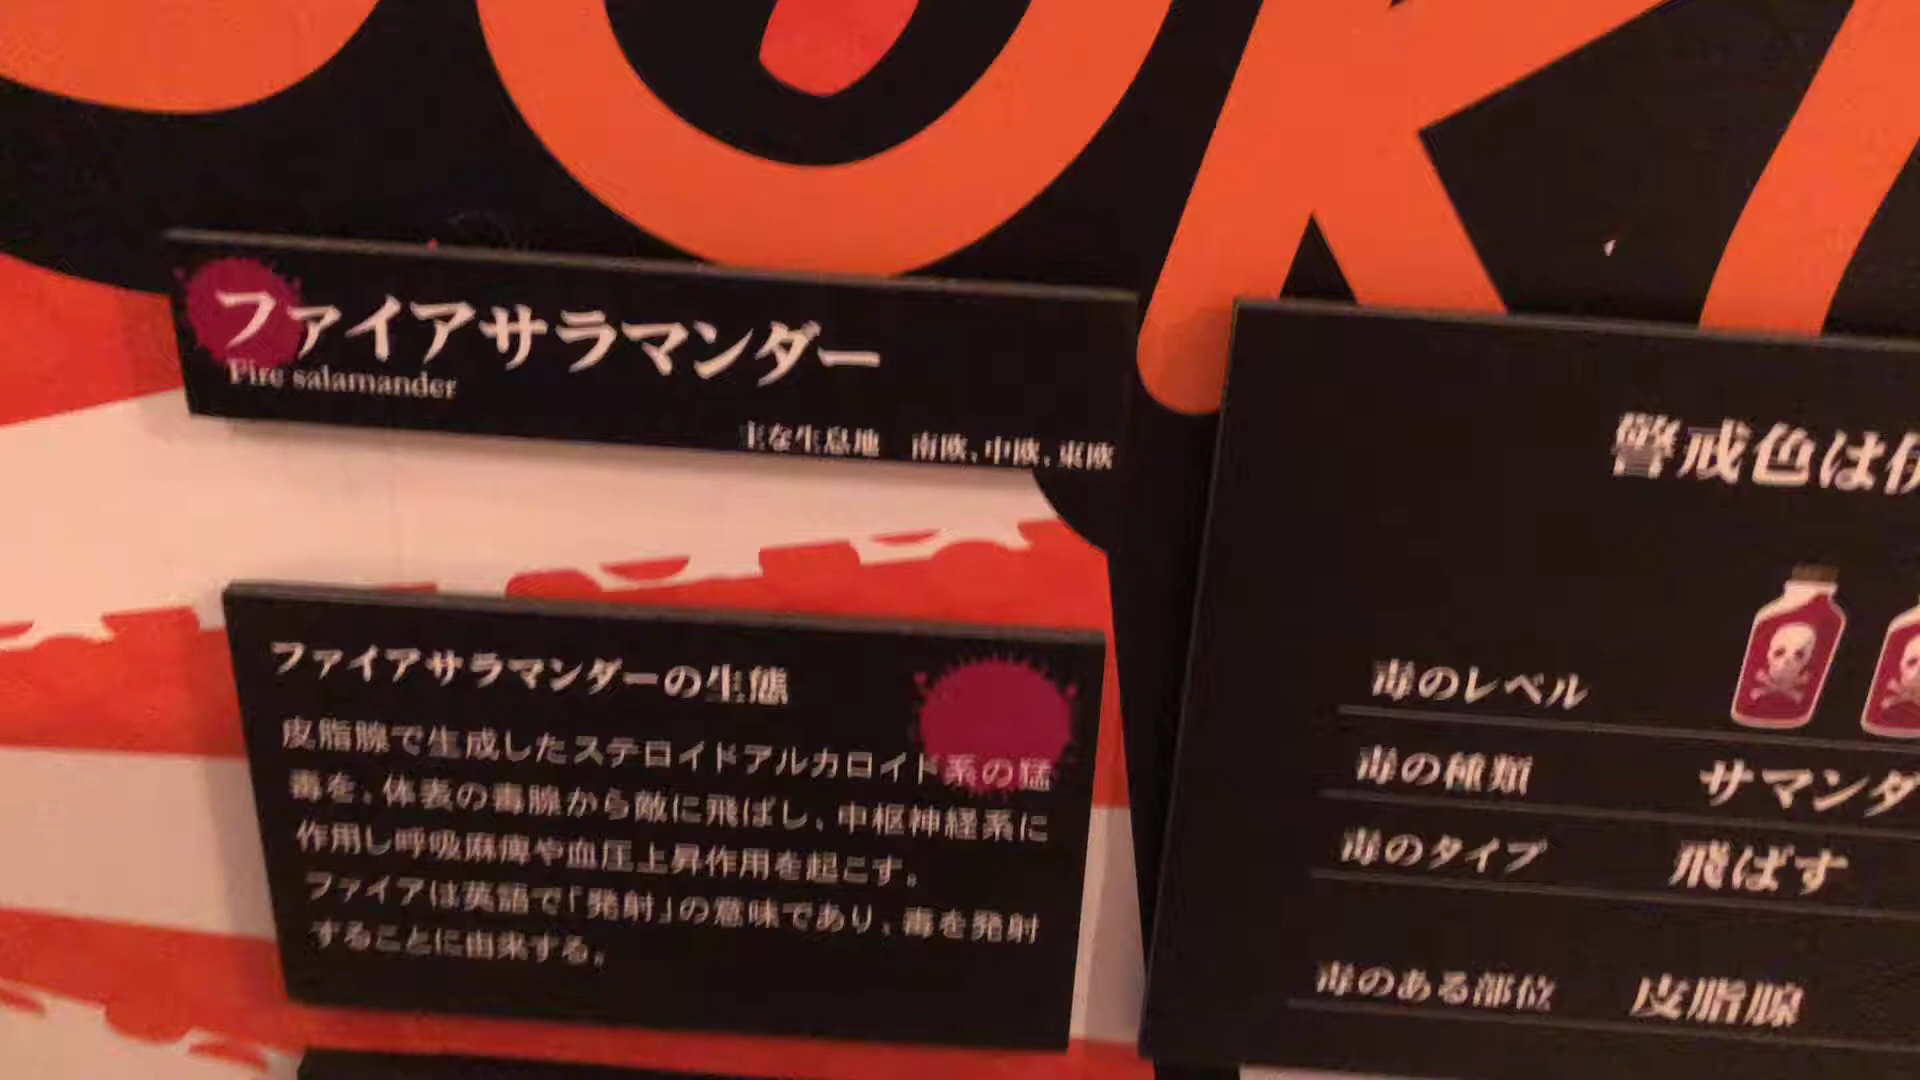 ファイアサラマンダー
Fire salamander
主な生息地 南欧、中欧、東欧
ファイアサラマンダーの生態
皮脂腺で生成したステロイドアルカロイド系の猛
毒を、体表の毒腺から敵に飛ばし、中枢神経系に
作用し呼吸麻痺や血圧上昇作用を起こす。
ファイアは英語で「発射」の意味であり、毒を発射
することに由来する。
警戒色は
毒のレベル
毒の種類 サマンダ
毒のタイプ 飛ばす
毒のある部位 皮脂腺